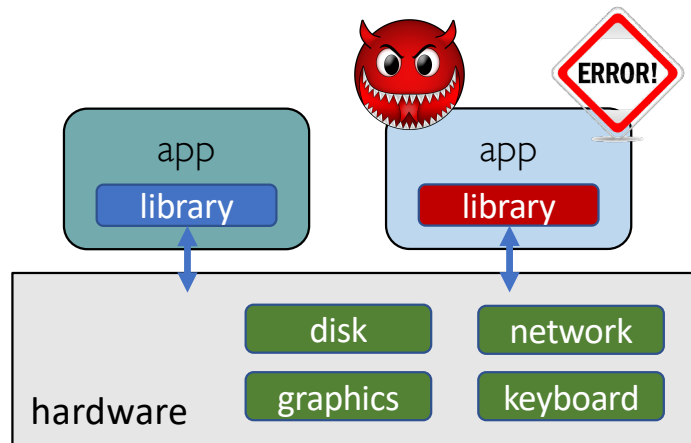 ERROR!
app
library
app
library
disk
network
graphics
keyboard
hardware